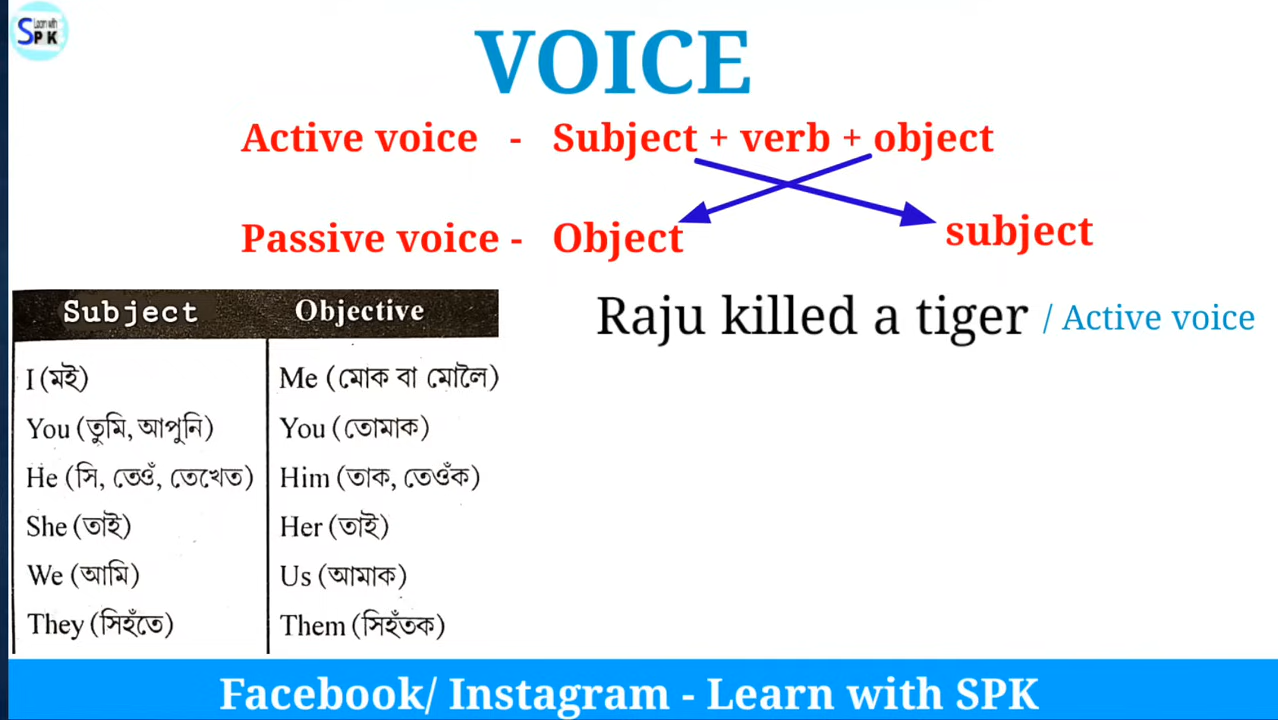 Learn with
SPK
VOICE
Active voice - Subject + verb + object
Passive voice - Object subject
Raju killed a tiger / Active voice
Subject Objective
I (মই) Me (মোক বা মোলৈ)
You (তুমি, আপুনি) You (তোমাক)
He (সি, তেওঁ, তেখেত) Him (তাক, তেওঁক)
She (তাই) Her (তাই)
We (আমি) Us (আমাক)
They (সিহঁতে) Them (সিহঁতক)
Facebook/ Instagram - Learn with SPK